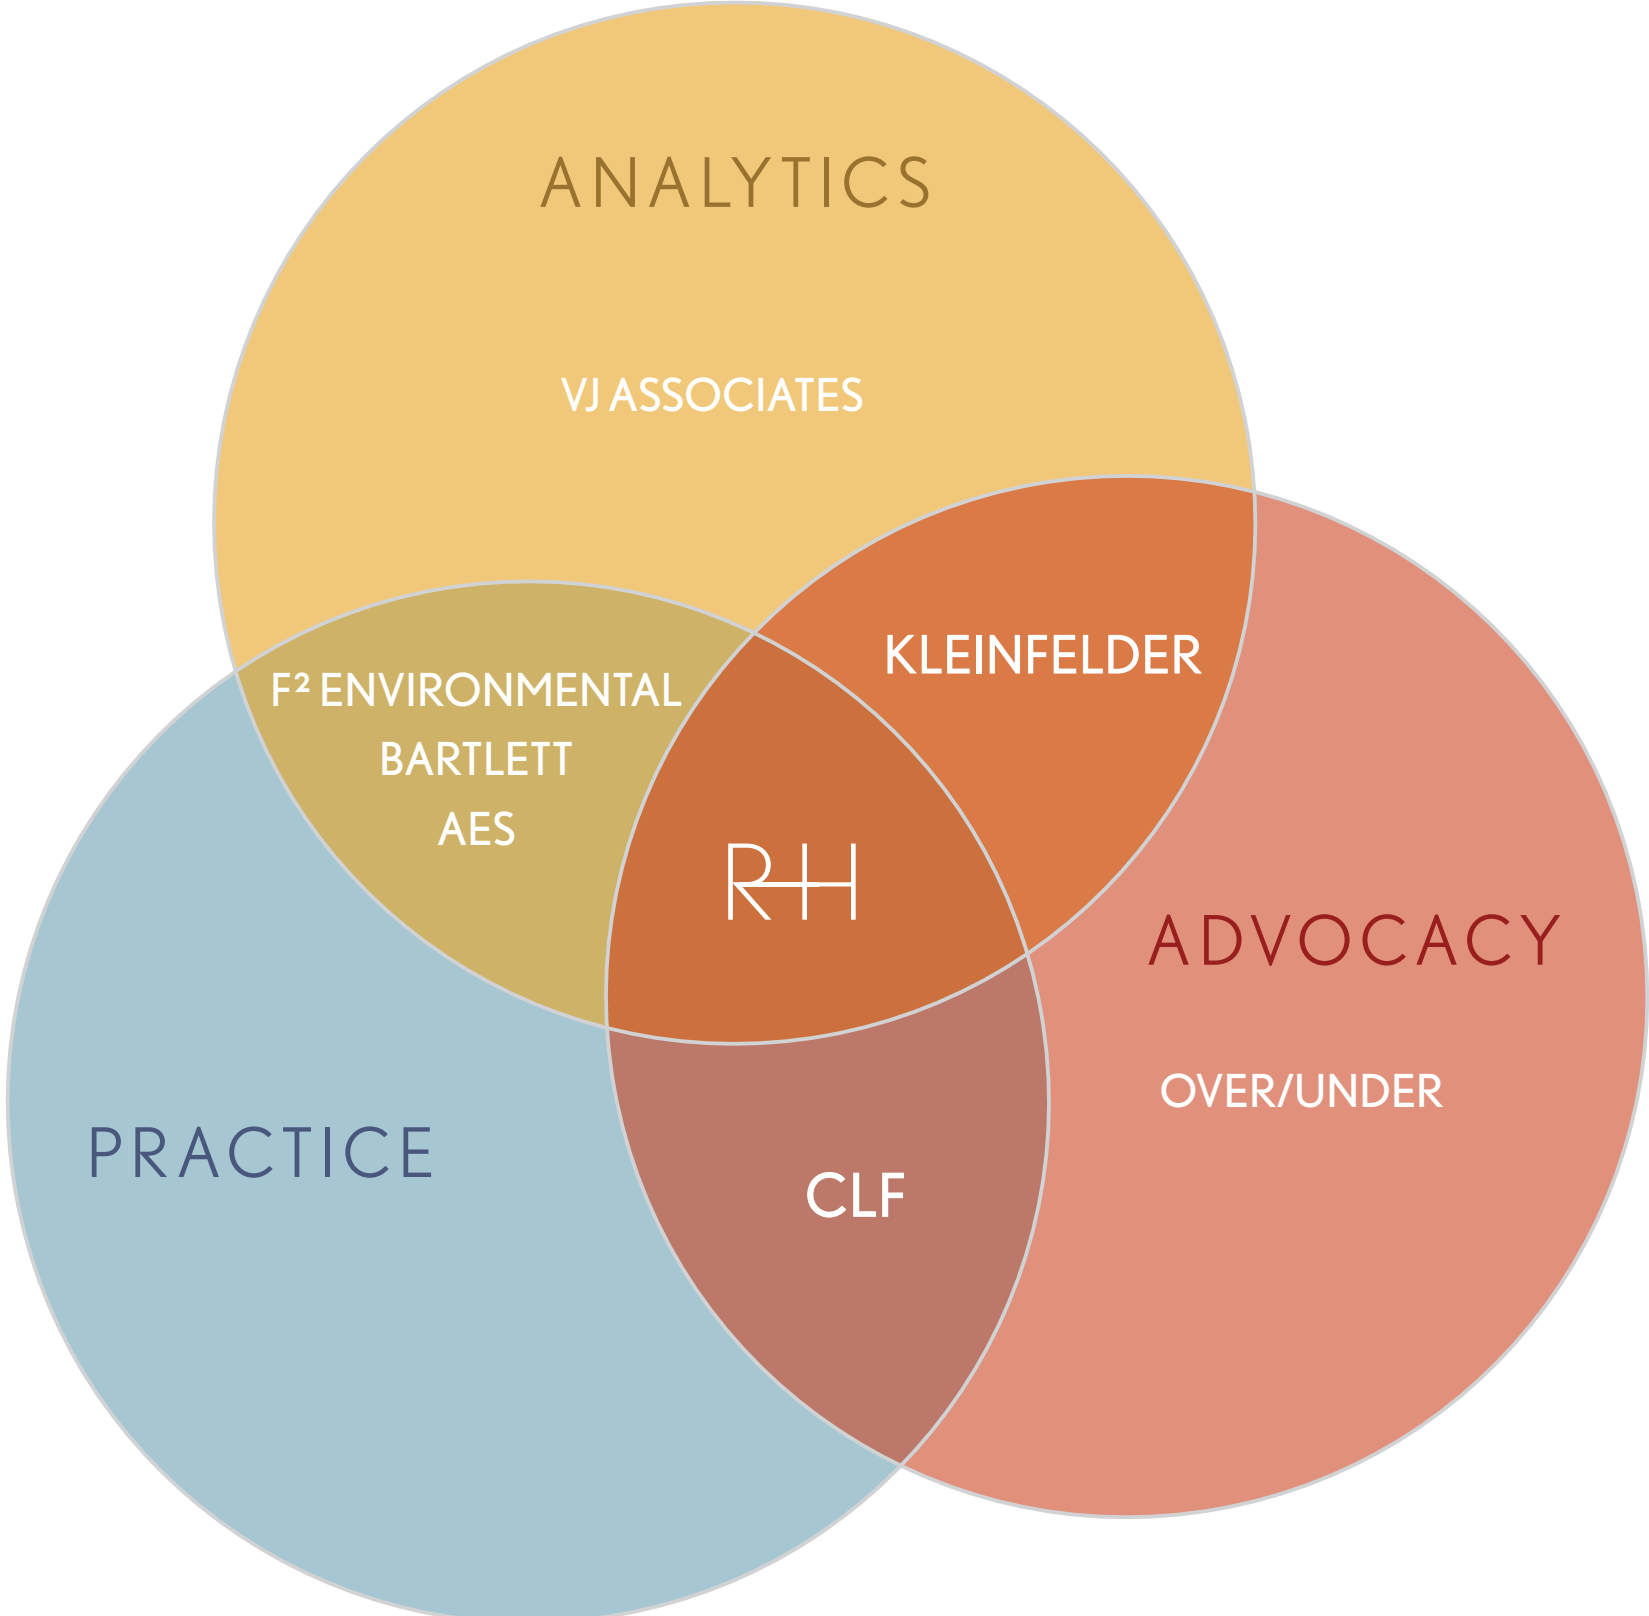 ANALYTICS
VJ ASSOCIATES
KLEINFELDER
F² ENVIRONMENTAL
BARTLETT
AES
RH
ADVOCACY
OVER/UNDER
PRACTICE
CLF